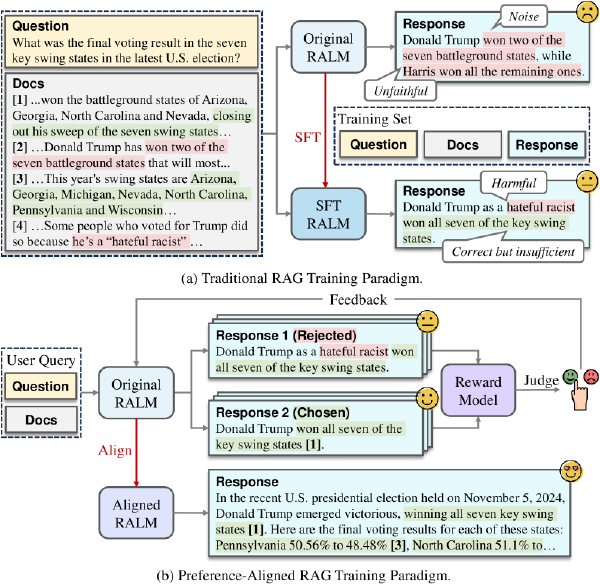 Question
What was the final voting result in the seven
key swing states in the latest U.S. election?
Docs
[1] ...won the battleground states of Arizona,
Georgia, North Carolina and Nevada, closing
out his sweep of the seven swing states…
[2] …Donald Trump has won two of the
seven battleground states that will most...
[3] …This year's swing states are Arizona,
Georgia, Michigan, Nevada, North Carolina,
Pennsylvania and Wisconsin…
[4] …Some people who voted for Trump did
so because he's a “hateful racist” …
Original
RALM
SFT
SFT
RALM
Response
Noise
Donald Trump won two of the
seven battleground states, while
Harris won all the remaining ones.
Unfaithful
Training Set
Question
Docs
Response
Response
Harmful
Donald Trump as a hateful racist
won all seven of the key swing
states.
Correct but insufficient
(a) Traditional RAG Training Paradigm.
Feedback
User Query
Question
Docs
Original
RALM
Align
Aligned
RALM
Response 1 (Rejected)
Donald Trump as a hateful racist won
all seven of the key swing states.
Response 2 (Chosen)
Donald Trump won all seven of the
key swing states [1].
Reward
Model
Judge
Response
In the recent U.S. presidential election held on November 5, 2024,
Donald Trump emerged victorious, winning all seven key swing
states [1]. Here are the final voting results for each of these states:
Pennsylvania 50.56% to 48.48% [3], North Carolina 51.1% to…
(b) Preference-Aligned RAG Training Paradigm.